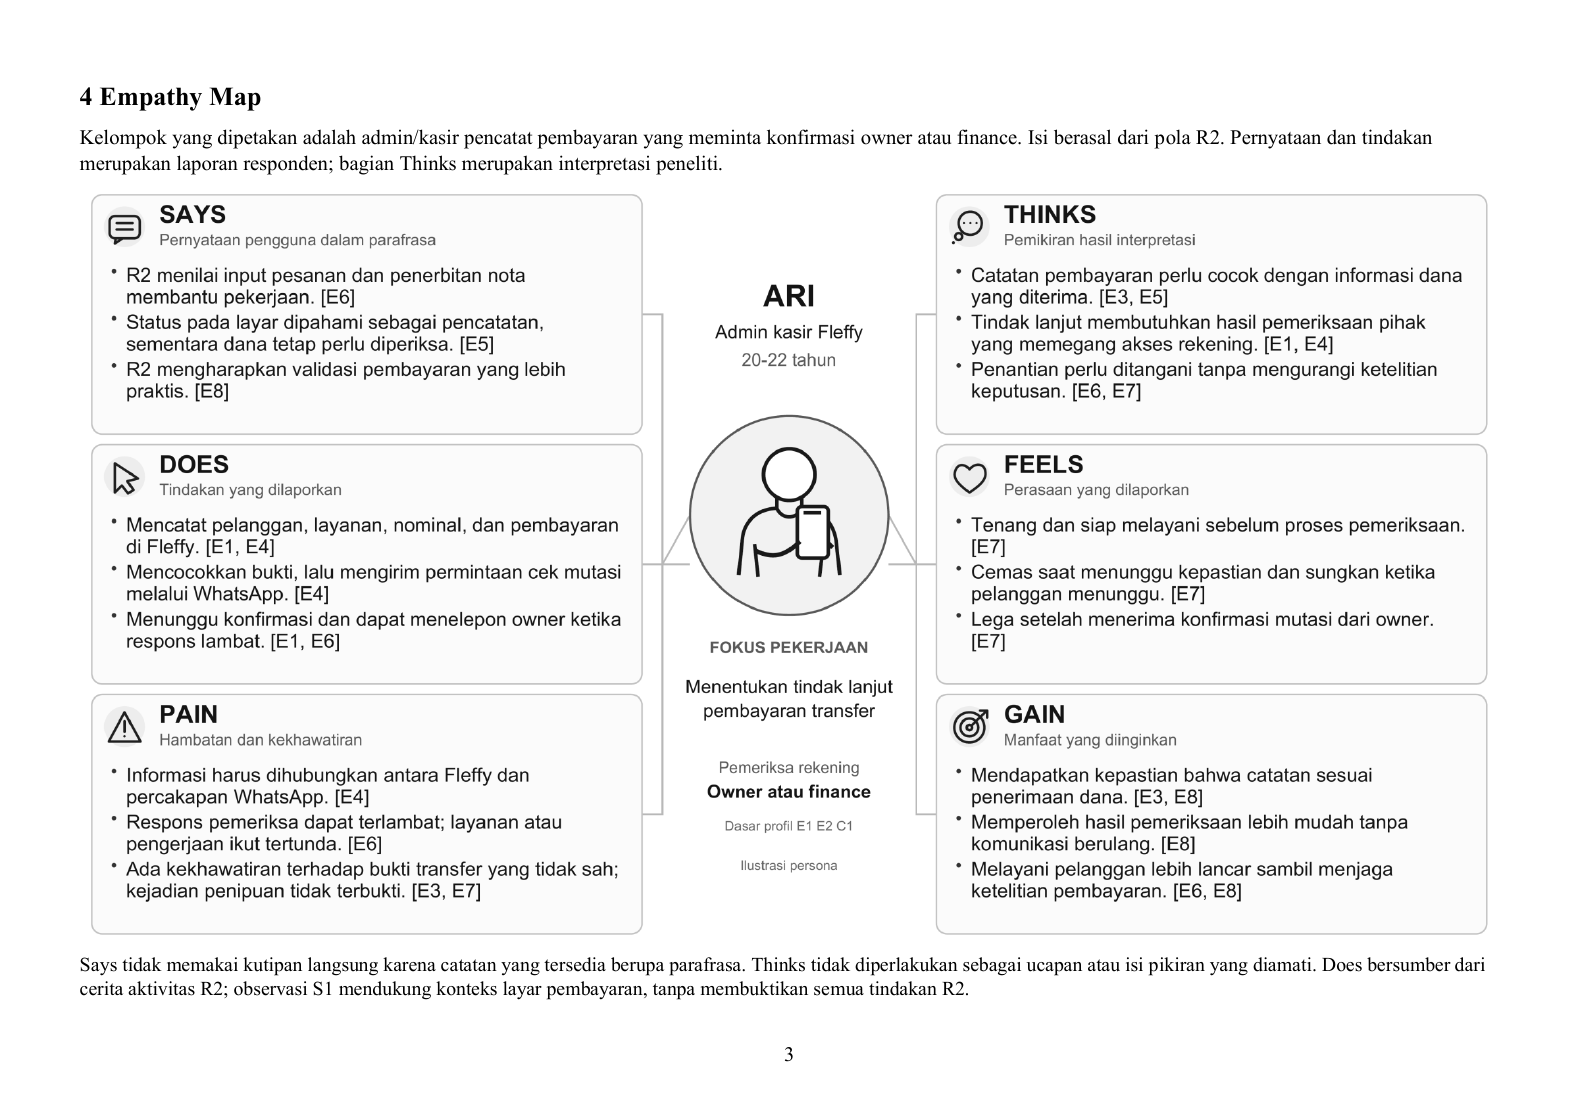 4 Empathy Map
Kelompok yang dipetakan adalah admin/kasir pencatat pembayaran yang meminta konfirmasi owner atau finance. Isi berasal dari pola R2. Pernyataan dan tindakan
merupakan laporan responden; bagian Thinks merupakan interpretasi peneliti.
SAYS
Pernyataan pengguna dalam parafrasa
• R2 menilai input pesanan dan penerbitan nota
membantu pekerjaan. [E6]
• Status pada layar dipahami sebagai pencatatan,
sementara dana tetap perlu diperiksa. [E5]
• R2 mengharapkan validasi pembayaran yang lebih
praktis. [E8]
DOES
Tindakan yang dilaporkan
• Mencatat pelanggan, layanan, nominal, dan pembayaran
di Fleffy. [E1, E4]
• Mencocokkan bukti, lalu mengirim permintaan cek mutasi
melalui WhatsApp. [E4]
• Menunggu konfirmasi dan dapat menelepon owner ketika
respons lambat. [E1, E6]
PAIN
Hambatan dan kekhawatiran
• Informasi harus dihubungkan antara Fleffy dan
percakapan WhatsApp. [E4]
• Respons pemeriksa dapat terlambat; layanan atau
pengerjaan ikut tertunda. [E6]
• Ada kekhawatiran terhadap bukti transfer yang tidak sah;
kejadian penipuan tidak terbukti. [E3, E7]
ARI
Admin kasir Fleffy
20-22 tahun
FOKUS PEKERJAAN
Menentukan tindak lanjut
pembayaran transfer
Pemeriksa rekening
Owner atau finance
Dasar profil E1 E2 C1
Ilustrasi persona
THINKS
Pemikiran hasil interpretasi
• Catatan pembayaran perlu cocok dengan informasi dana
yang diterima. [E3, E5]
• Tindak lanjut membutuhkan hasil pemeriksaan pihak
yang memegang akses rekening. [E1, E4]
• Penantian perlu ditangani tanpa mengurangi ketelitian
keputusan. [E6, E7]
FEELS
Perasaan yang dilaporkan
• Tenang dan siap melayani sebelum proses pemeriksaan.
[E7]
• Cemas saat menunggu kepastian dan sungkan ketika
pelanggan menunggu. [E7]
• Lega setelah menerima konfirmasi mutasi dari owner.
[E7]
GAIN
Manfaat yang diinginkan
• Mendapatkan kepastian bahwa catatan sesuai
penerimaan dana. [E3, E8]
• Memperoleh hasil pemeriksaan lebih mudah tanpa
komunikasi berulang. [E8]
• Melayani pelanggan lebih lancar sambil menjaga
ketelitian pembayaran. [E6, E8]
Says tidak memakai kutipan langsung karena catatan yang tersedia berupa parafrasa. Thinks tidak diperlakukan sebagai ucapan atau isi pikiran yang diamati. Does bersumber dari
cerita aktivitas R2; observasi S1 mendukung konteks layar pembayaran, tanpa membuktikan semua tindakan R2.
3